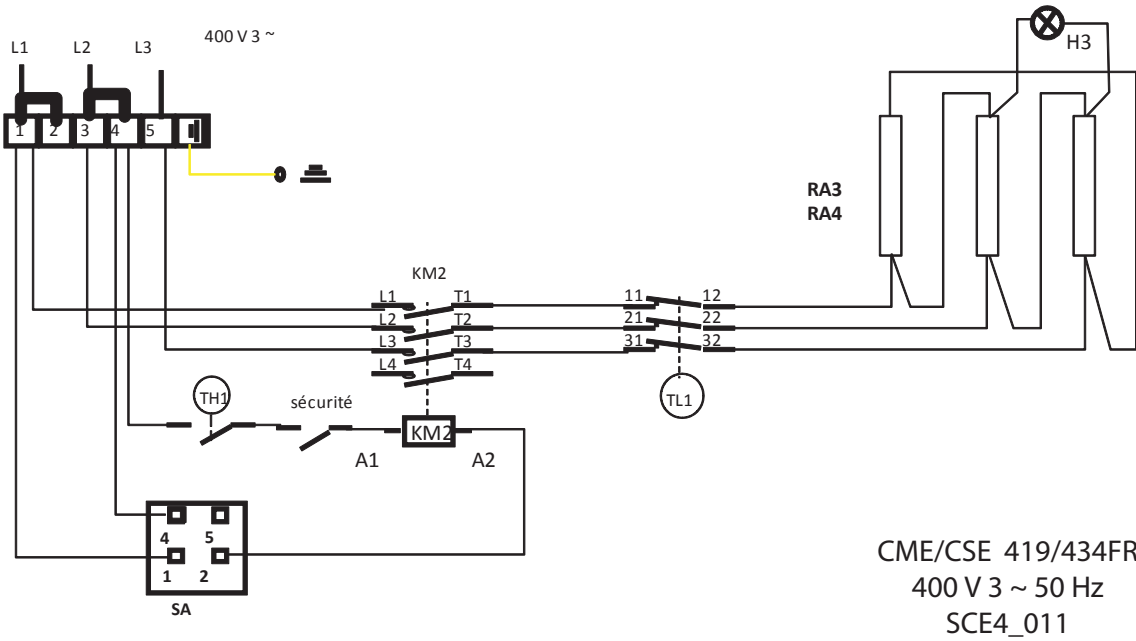 400 V 3 ~
L1 L2 L3
H3
1 2 3 4 5
RA3
RA4
KM2
L1 T1 11 12
L2 T2 21 22
L3 T3 31 32
L4 T4
TH1 sécurité TL1
KM2
A1 A2
4 5
1 2
SA
CME/CSE 419/434FR
400 V 3 ~ 50 Hz
SCE4_011